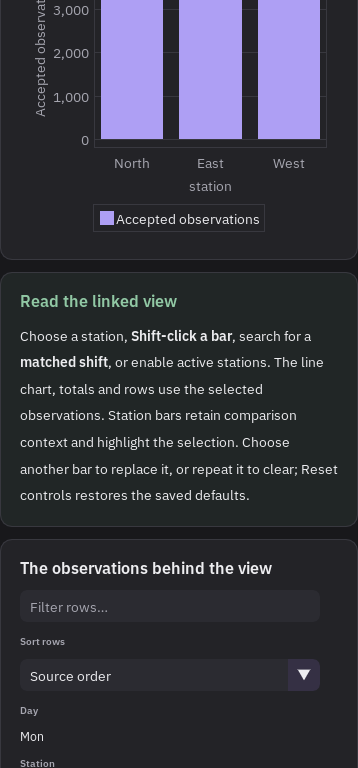 3,000
2,000
1,000
0
Accepted observat
North East West
station
Accepted observations
Read the linked view
Choose a station, Shift-click a bar, search for a
matched shift, or enable active stations. The line
chart, totals and rows use the selected
observations. Station bars retain comparison
context and highlight the selection. Choose
another bar to replace it, or repeat it to clear; Reset
controls restores the saved defaults.
The observations behind the view
Filter rows...
Sort rows
Source order
Day
Mon
Station